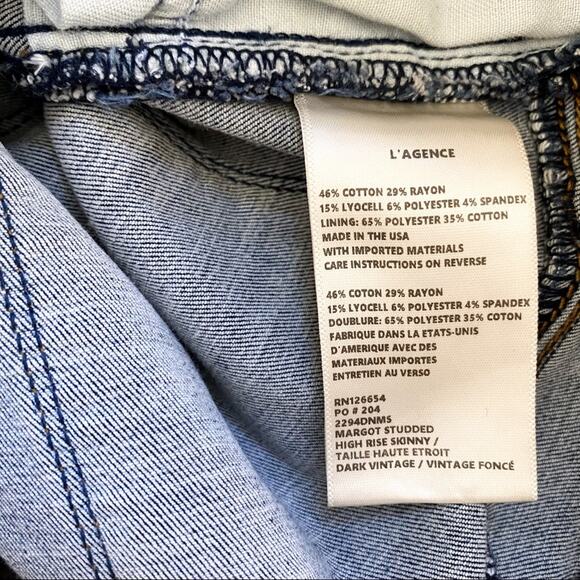 L'AGENCE
46% COTTON 29% RAYON
15% LYOCELL 6% POLYESTER 4% SPANDEX
LINING: 65% POLYESTER 35% COTTON
MADE IN THE USA
WITH IMPORTED MATERIALS
CARE INSTRUCTIONS ON REVERSE
46% COTON 29% RAYON
15% LYOCELL 6% POLYESTER 4% SPANDEX
DOUBLURE: 65% POLYESTER 35% COTON
FABRIQUE DANS LA ETATS-UNIS
D'AMERIQUE AVEC DES
MATERIAUX IMPORTES
ENTRETIEN AU VERSO
RN126654
PO # 204
2294DNMS
MARGOT STUDDED
HIGH RISE SKINNY /
TAILLE HAUTE ETROIT
DARK VINTAGE / VINTAGE FONCÉ